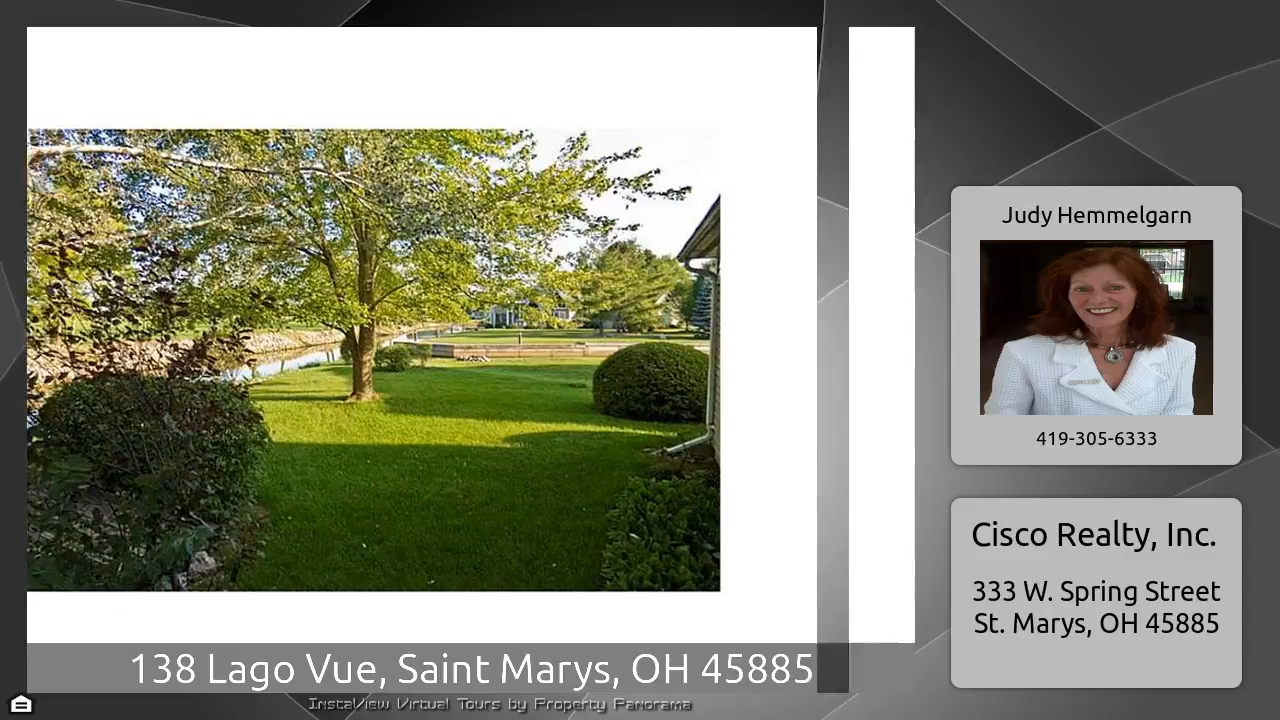 Judy Hemmelgarn
419-305-6333
Cisco Realty, Inc.
333 W. Spring Street
St. Marys, OH 45885
138 Lago Vue, Saint Marys, OH 45885
InstaView Virtual Tours by Property Panorama